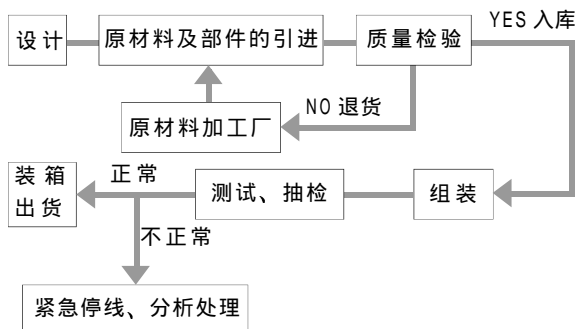 YES 入库
设计
原材料及部件的引进
质量检验
NO 退货
原材料加工厂
装箱
出货
正常
测试、抽检
组装
不正常
紧急停线、分析处理